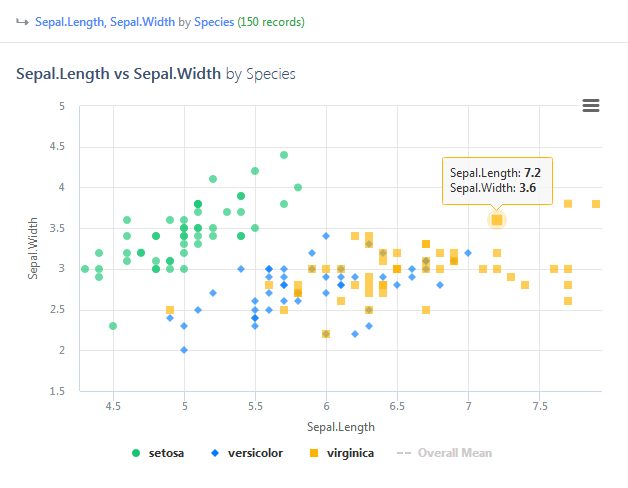 Sepal.Length, Sepal.Width by Species (150 records)
Sepal.Length vs Sepal.Width by Species
5
4.5
4
3.5
3
2.5
2
1.5
Sepal.Width
Sepal.Length: 7.2
Sepal.Width: 3.6
4.5 5 5.5 6 6.5 7 7.5
Sepal.Length
setosa versicolor virginica Overall Mean